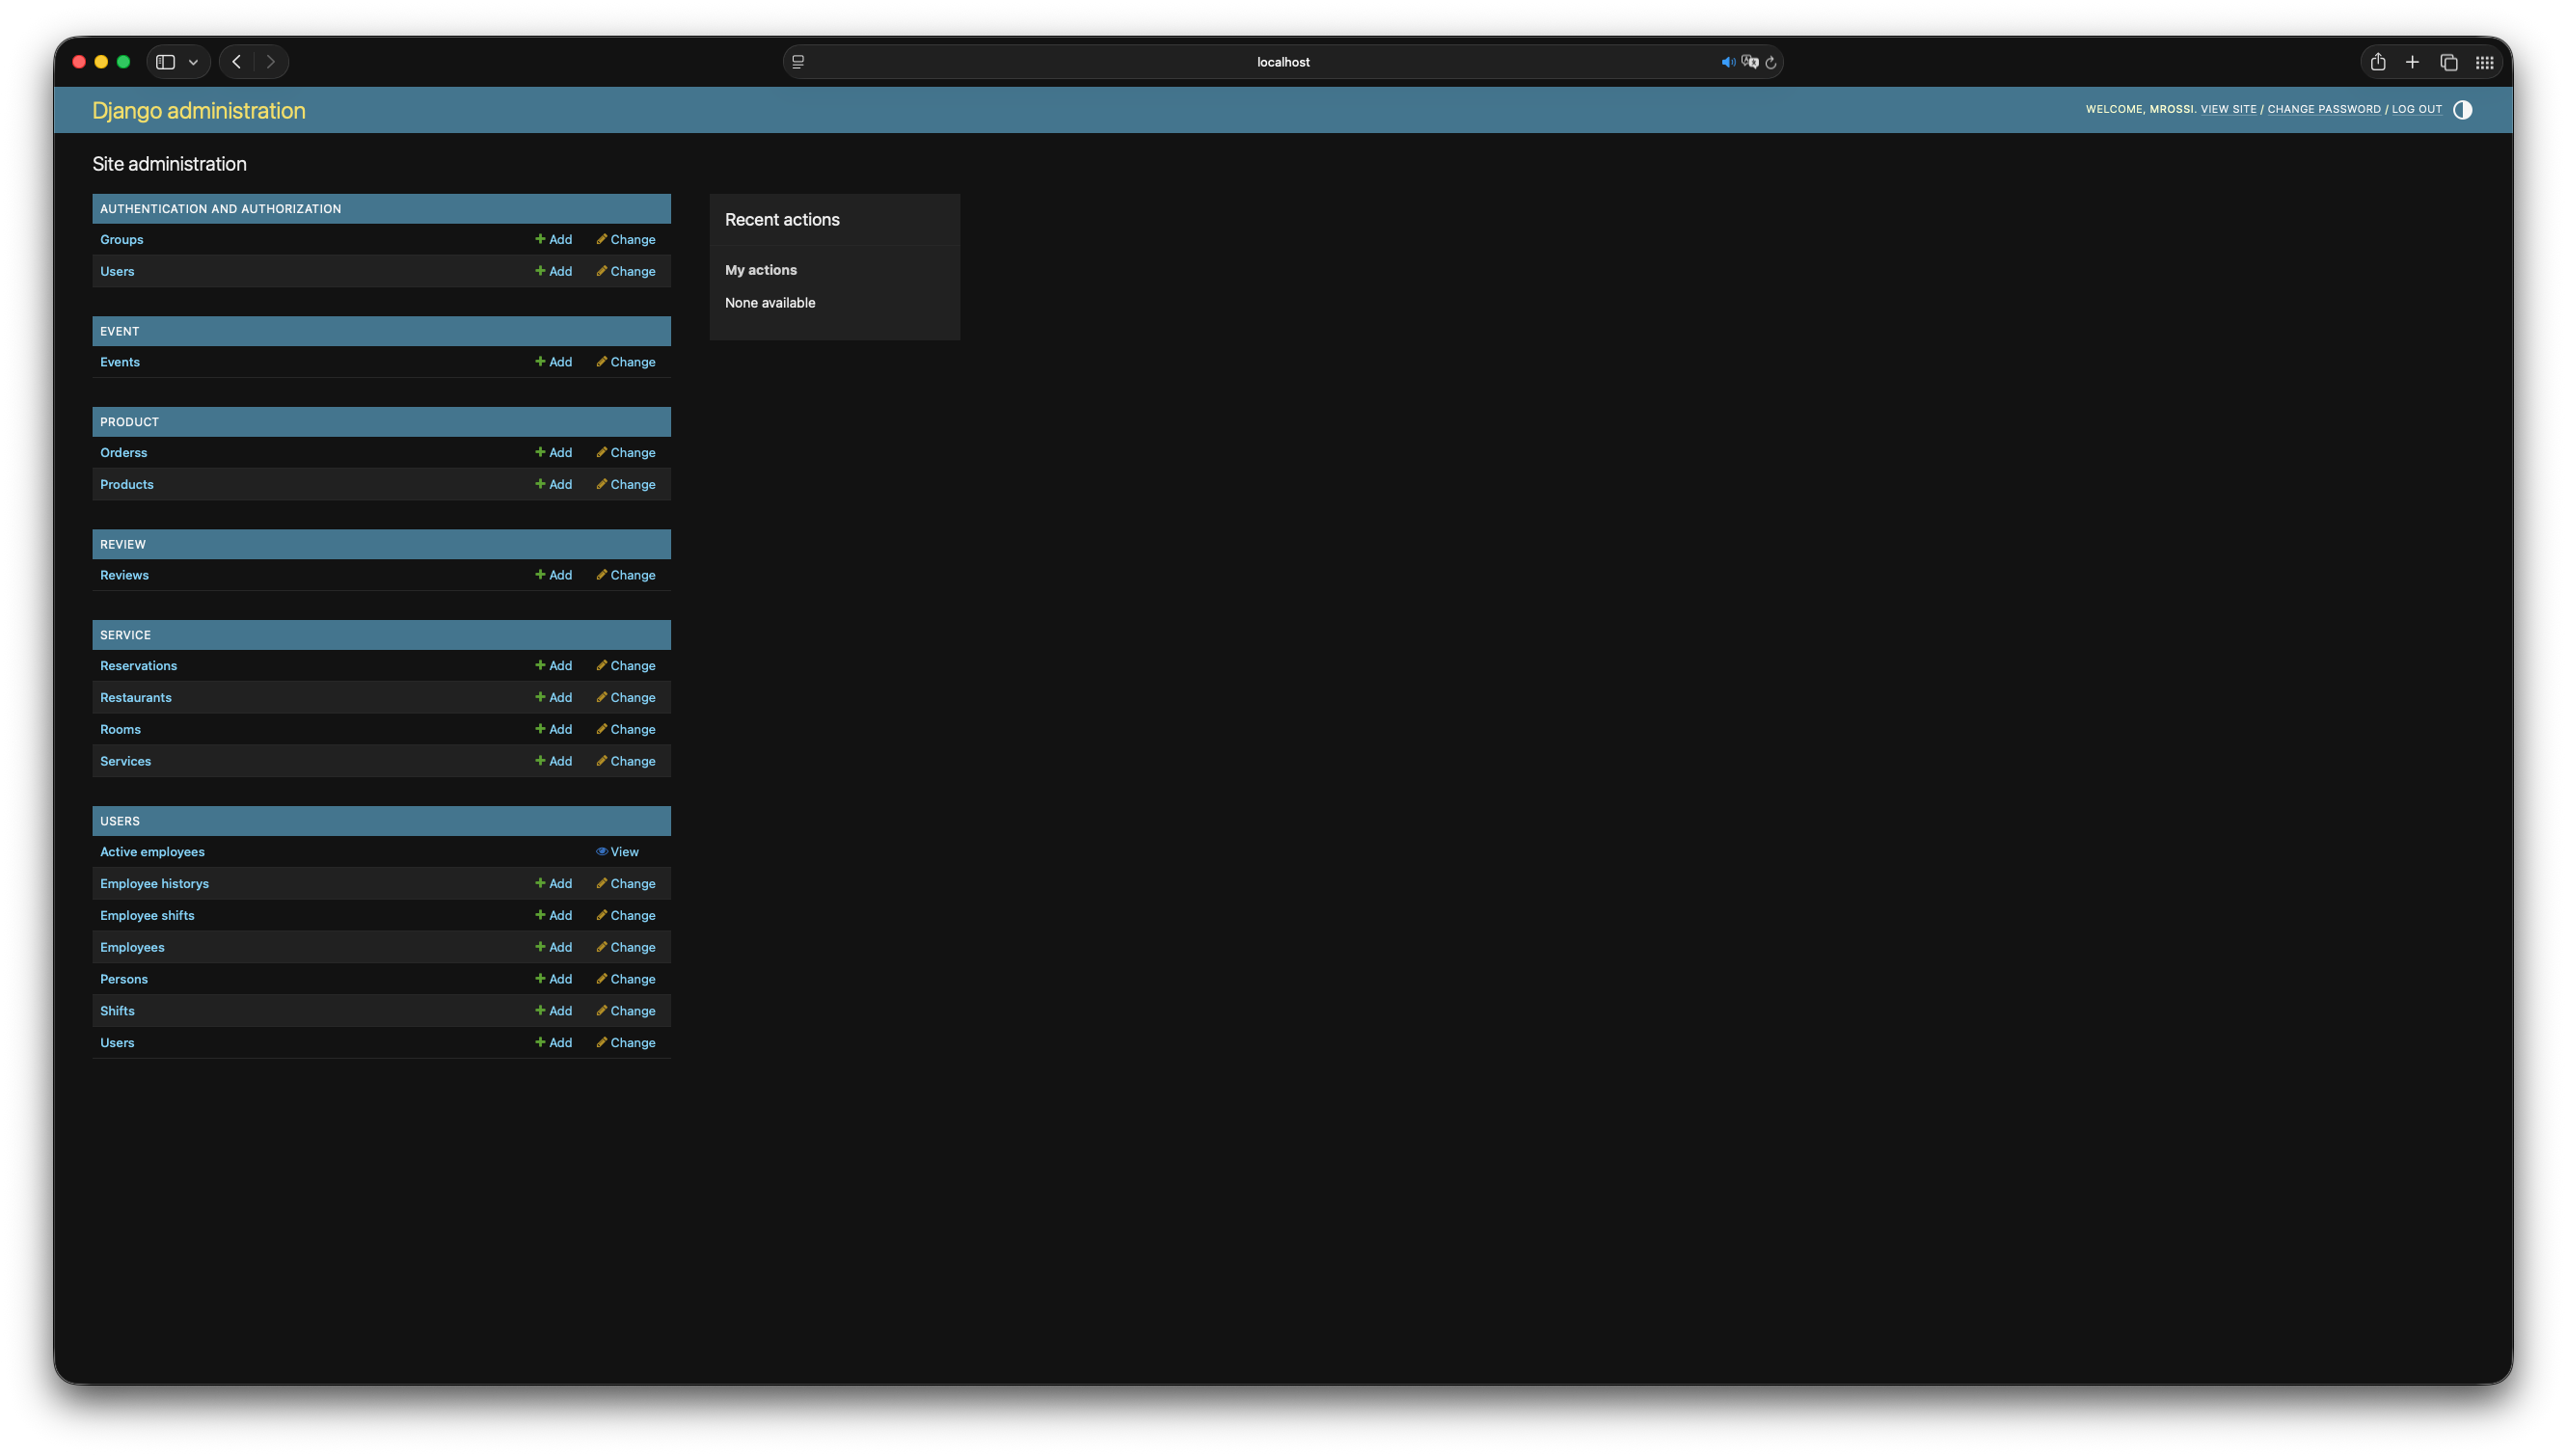 localhost
Django administration
WELCOME, MROSSI. VIEW SITE / CHANGE PASSWORD / LOG OUT
Site administration
AUTHENTICATION AND AUTHORIZATION
Groups Add Change
Users Add Change
EVENT
Events Add Change
PRODUCT
Orderss Add Change
Products Add Change
REVIEW
Reviews Add Change
SERVICE
Reservations Add Change
Restaurants Add Change
Rooms Add Change
Services Add Change
USERS
Active employees View
Employee historys Add Change
Employee shifts Add Change
Employees Add Change
Persons Add Change
Shifts Add Change
Users Add Change
Recent actions
My actions
None available